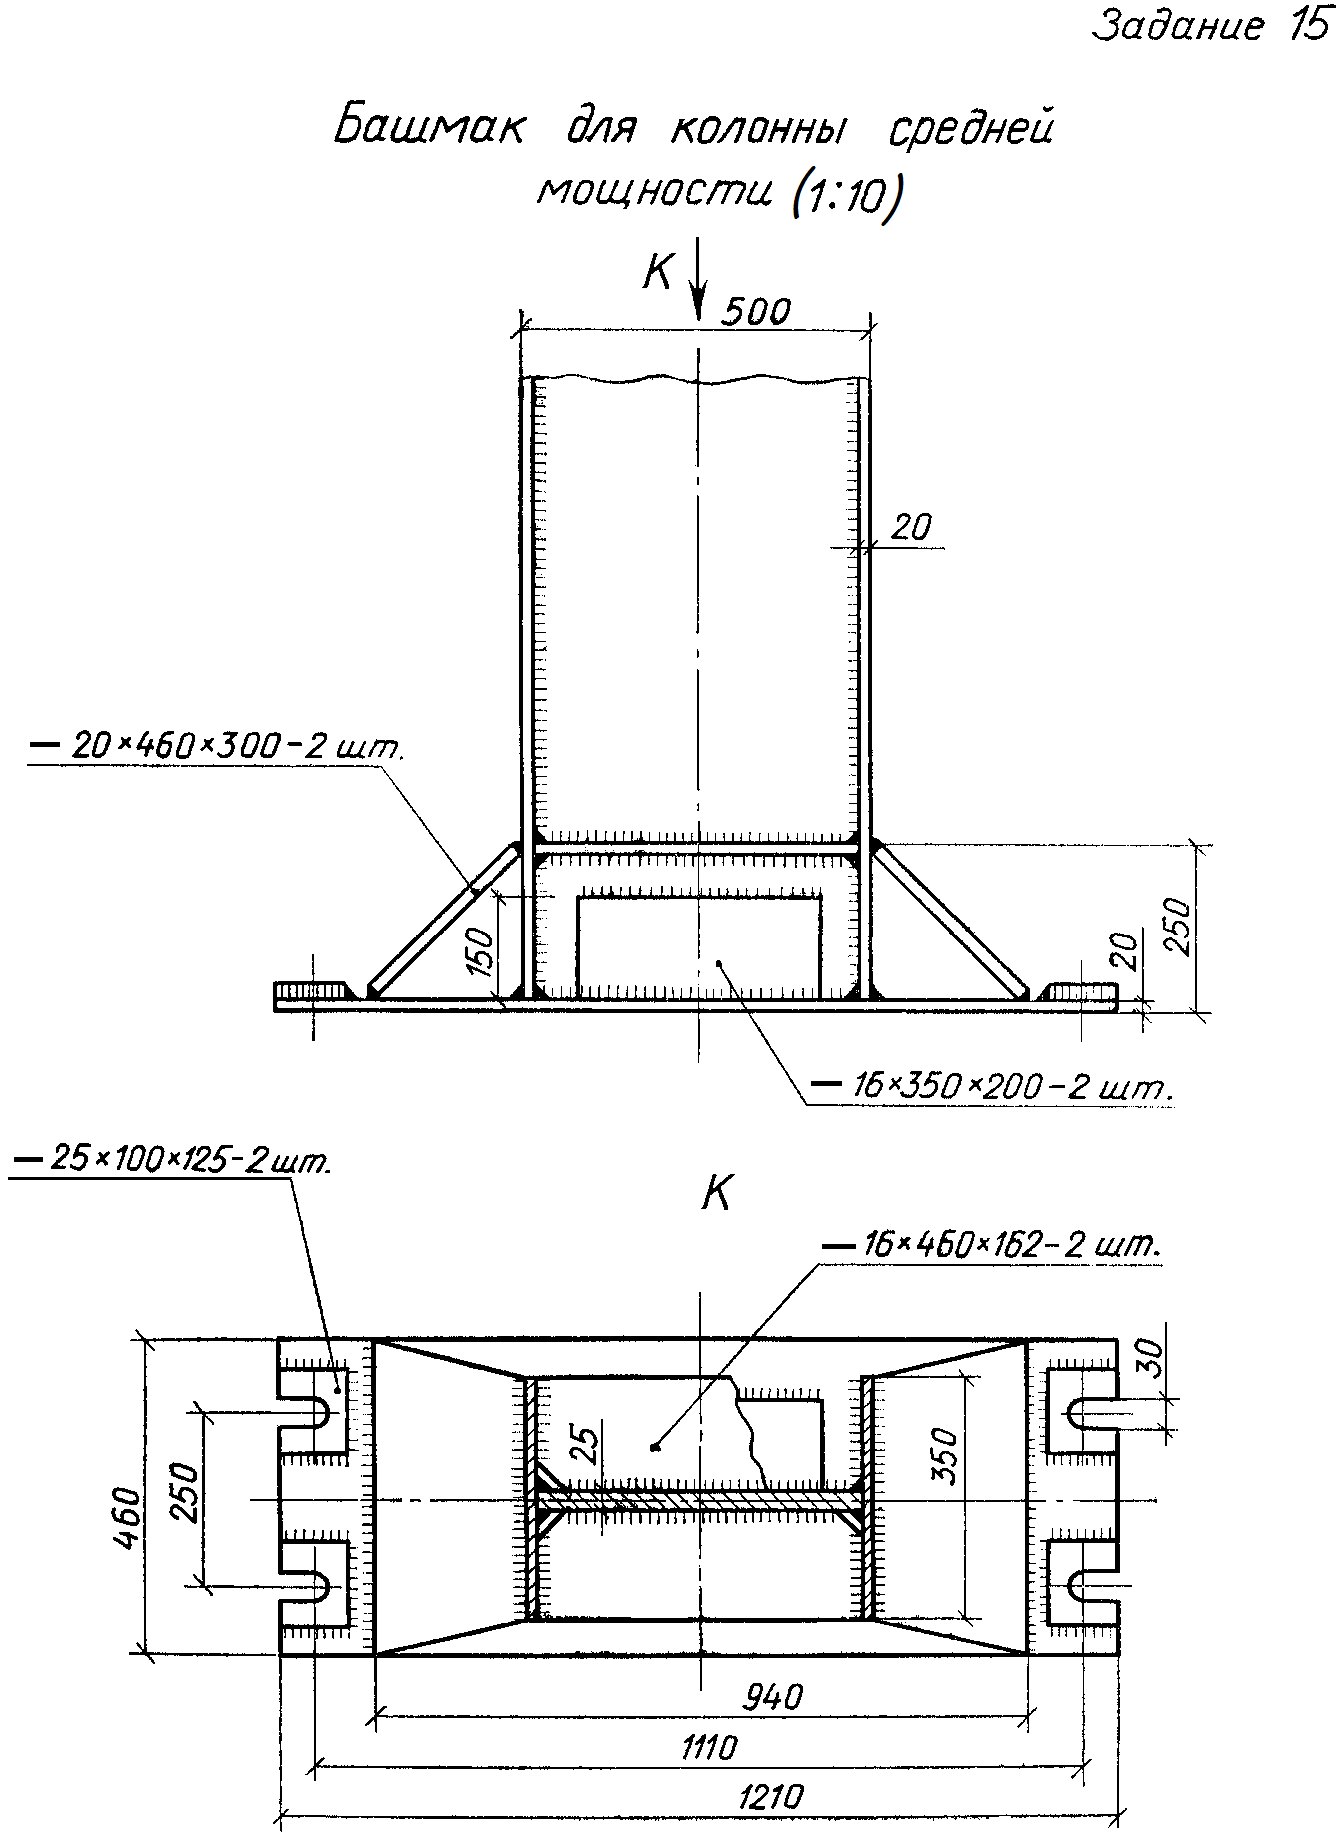 Задание 15
Башмак для колонны средней
мощности (1:10)
К
500
20
— 20×460×300-2 шт.
150
20
250
— 16×350×200-2 шт.
— 25×100×125-2 шт.
К
— 16×460×162-2 шт.
30
25
350
250
460
940
1110
1210